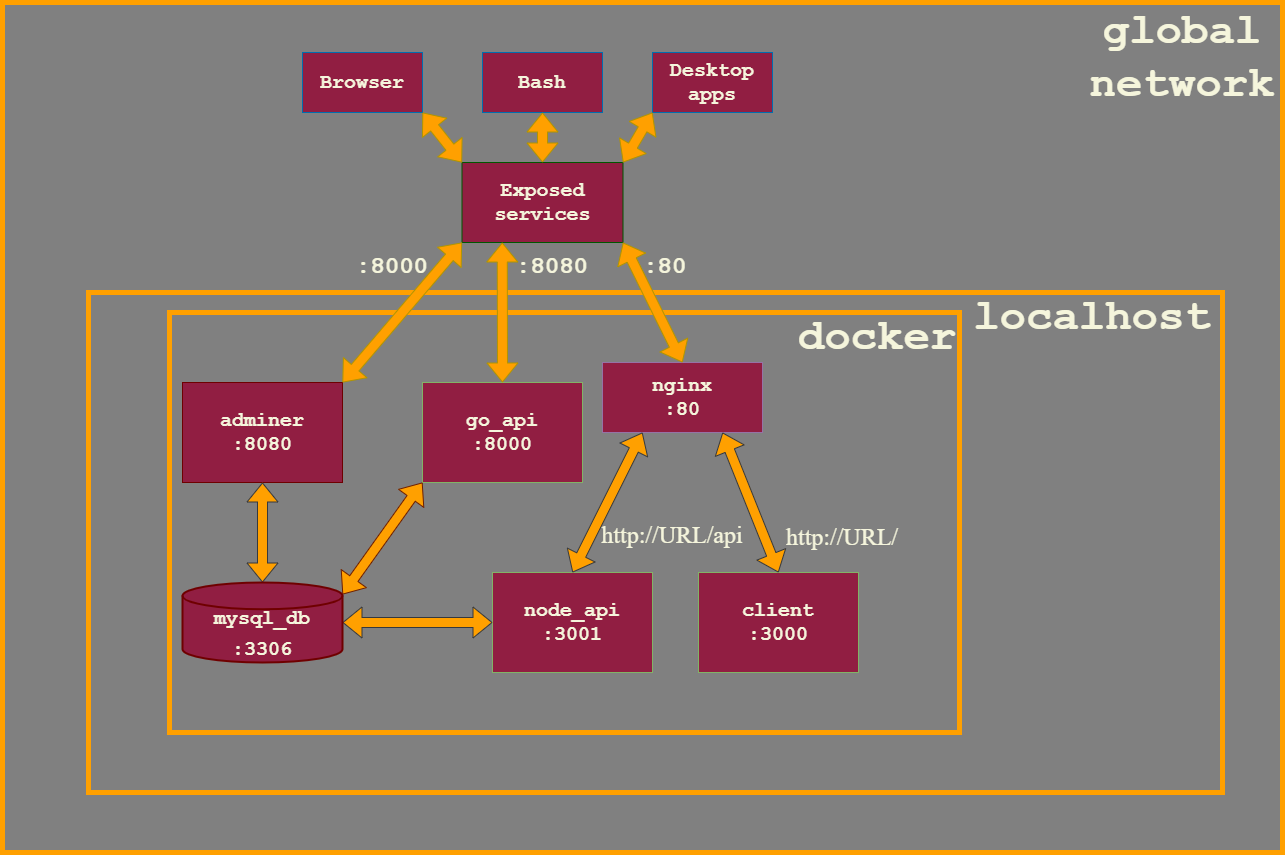 global
network
Browser
Bash
Desktop
apps
Exposed
services
:8000
:8080
:80
localhost
docker
adminer
:8080
go_api
:8000
nginx
:80
http://URL/api
http://URL/
mysql_db
:3306
node_api
:3001
client
:3000